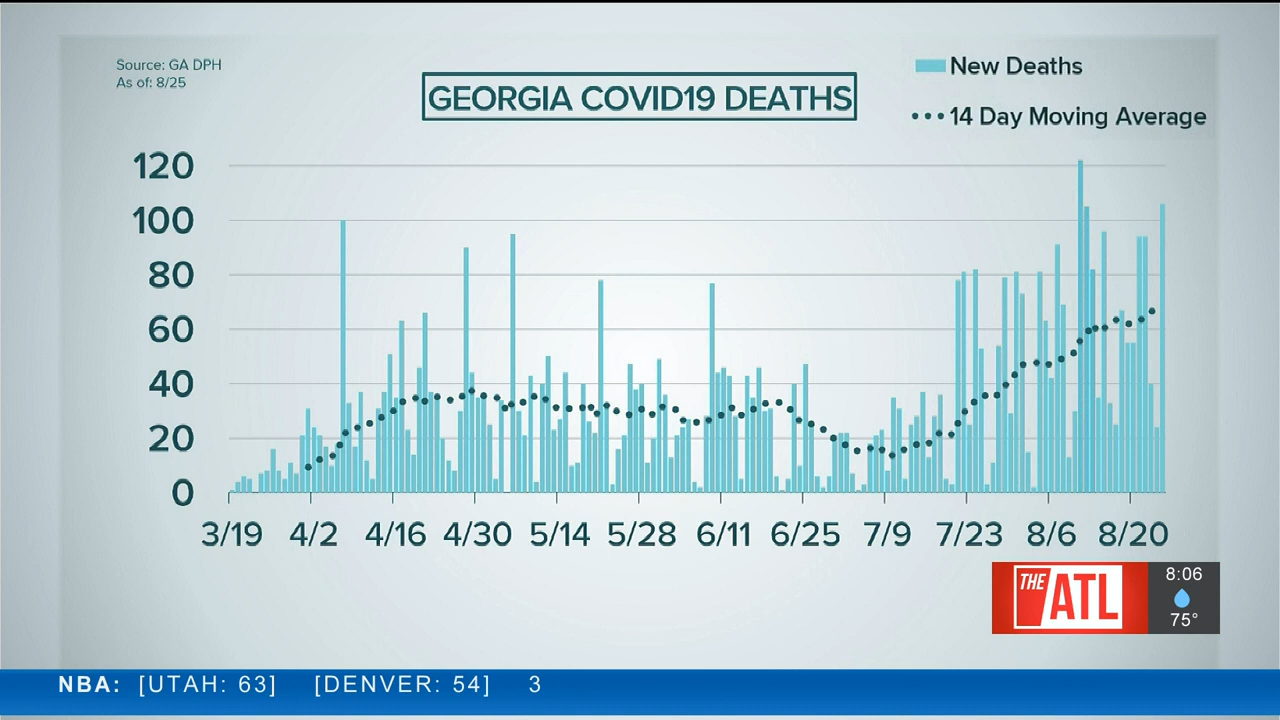 Source: GA DPH
As of: 8/25
GEORGIA COVID19 DEATHS
New Deaths
14 Day Moving Average
120
100
80
60
40
20
0
3/19 4/2 4/16 4/30 5/14 5/28 6/11 6/25 7/9 7/23 8/6 8/20
THE ATL
8:06
75°
NBA: [UTAH: 63] [DENVER: 54] 3